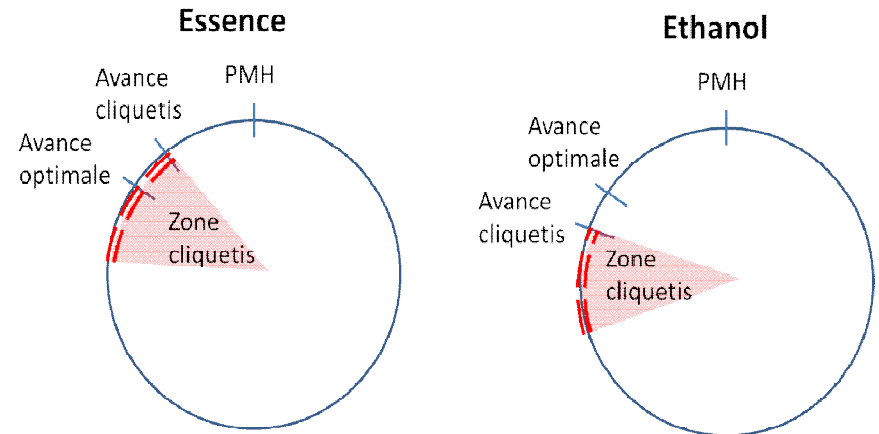 Essence
PMH
Avance
cliquetis
Avance
optimale
Zone
cliquetis
Ethanol
PMH
Avance
optimale
Avance
cliquetis
Zone
cliquetis